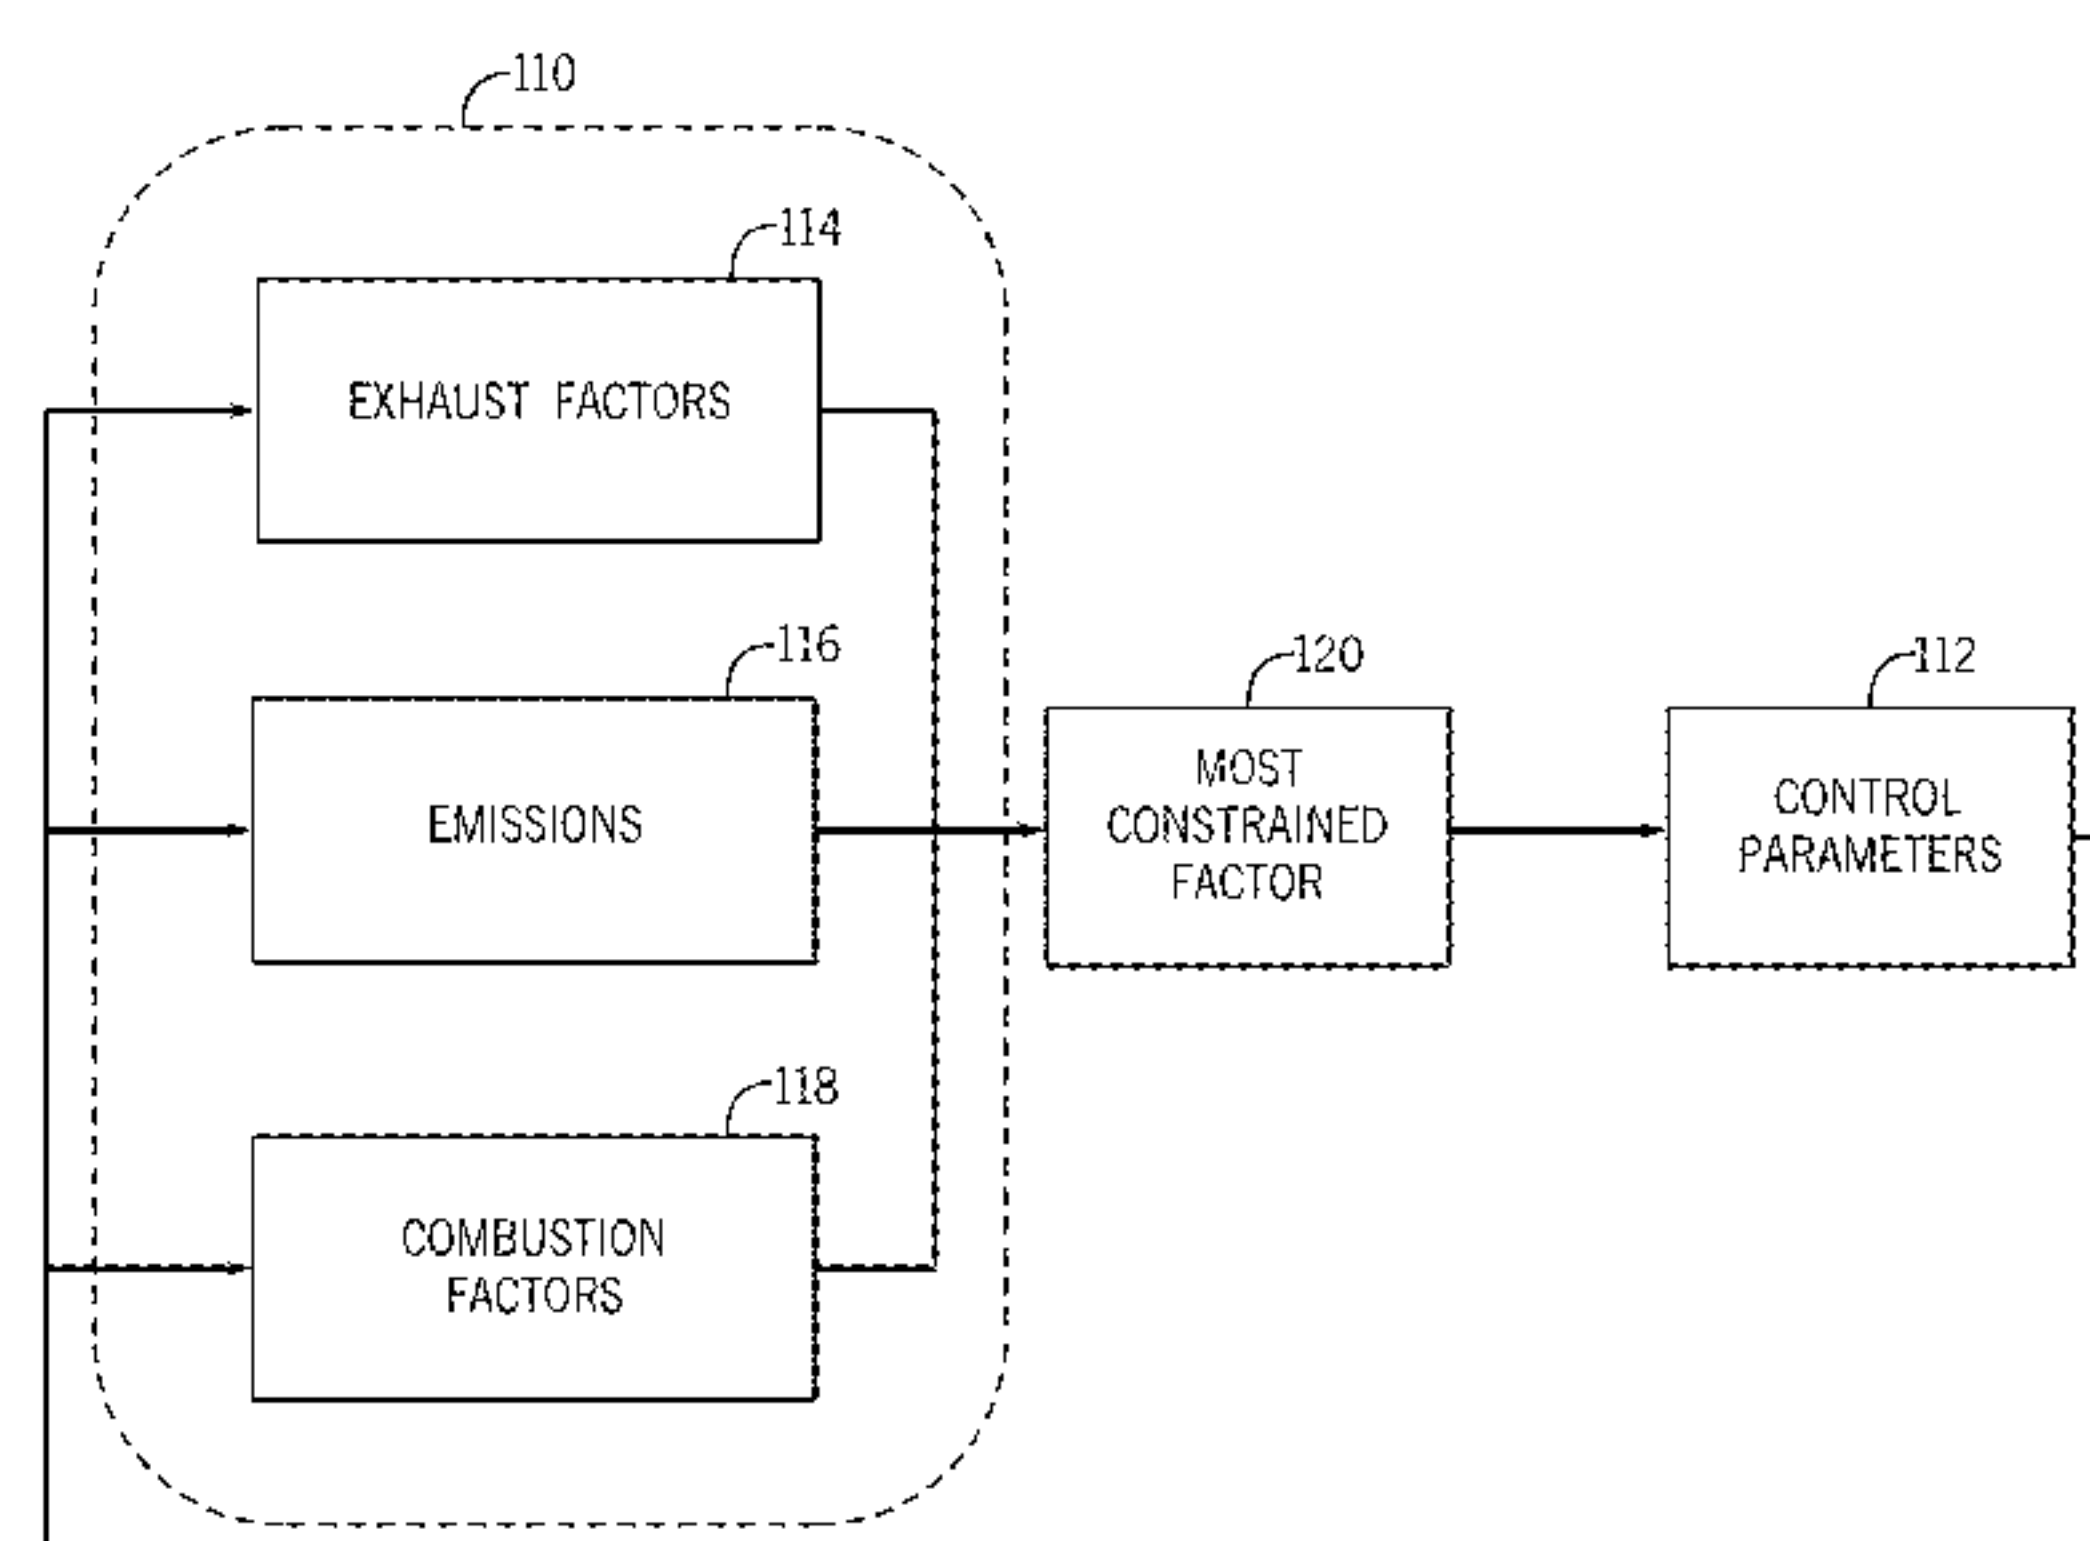 110
114
EXHAUST FACTORS
116
EMISSIONS
120
MOST
CONSTRAINED
FACTOR
112
CONTROL
PARAMETERS
118
COMBUSTION
FACTORS